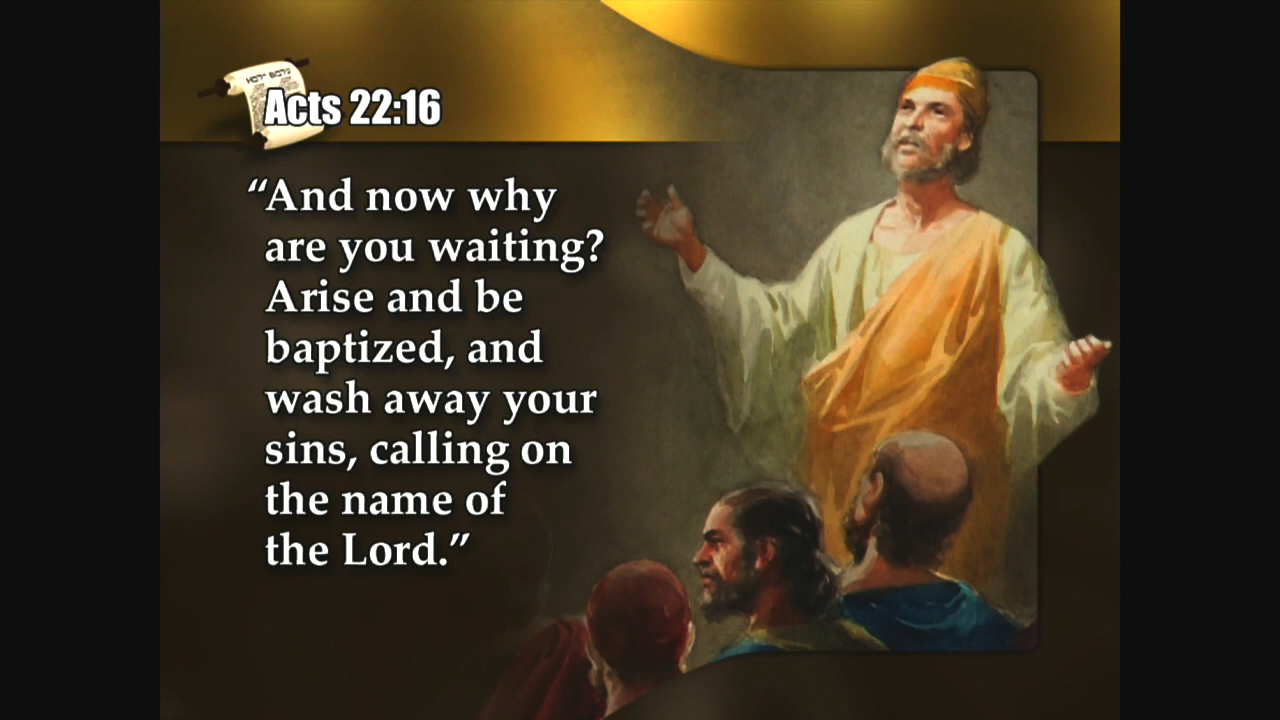 Acts 22:16
“And now why
are you waiting?
Arise and be
baptized, and
wash away your
sins, calling on
the name of
the Lord.”